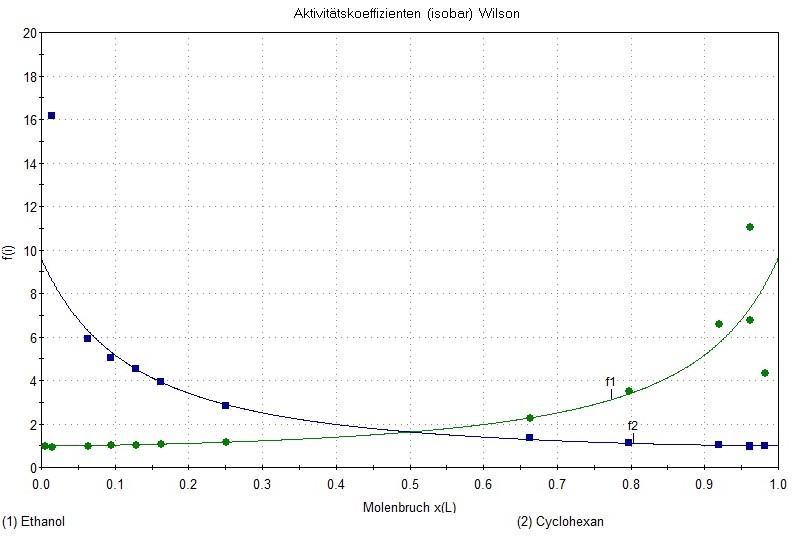 Aktivitätskoeffizienten (isobar) Wilson
20
18
16
14
12
10
8
6
4
2
0
f(i)
f1
f2
0.0 0.1 0.2 0.3 0.4 0.5 0.6 0.7 0.8 0.9 1.0
Molenbruch x(L)
(1) Ethanol (2) Cyclohexan